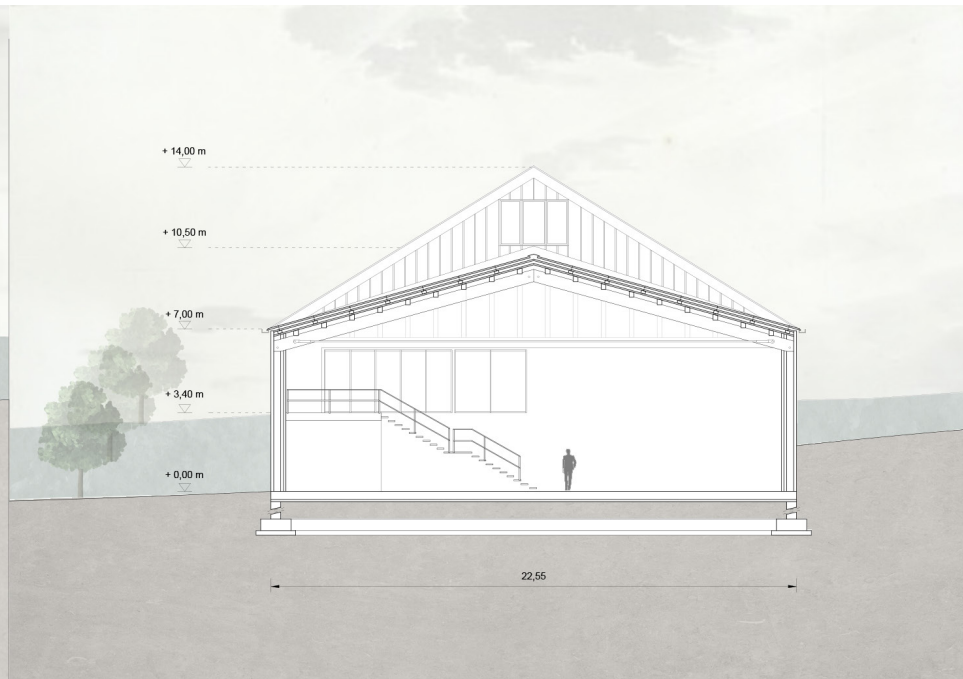 + 14,00 m
+ 10,50 m
+ 7,00 m
+ 3,40 m
+ 0,00 m
22,55